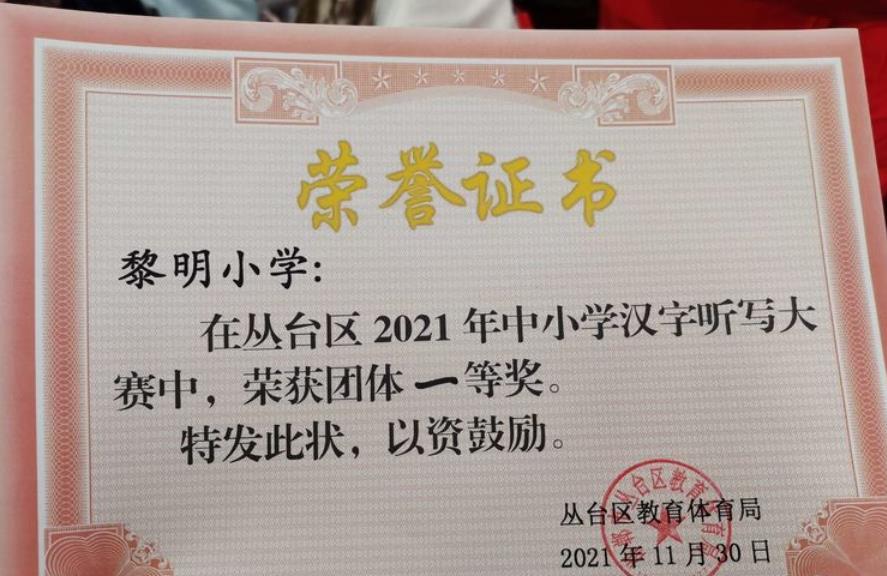 荣誉证书
黎明小学：
在丛台区2021年中小学汉字听写大
赛中，荣获团体一等奖。
特发此状，以资鼓励。
丛台区教育体育局
2021年11月30日